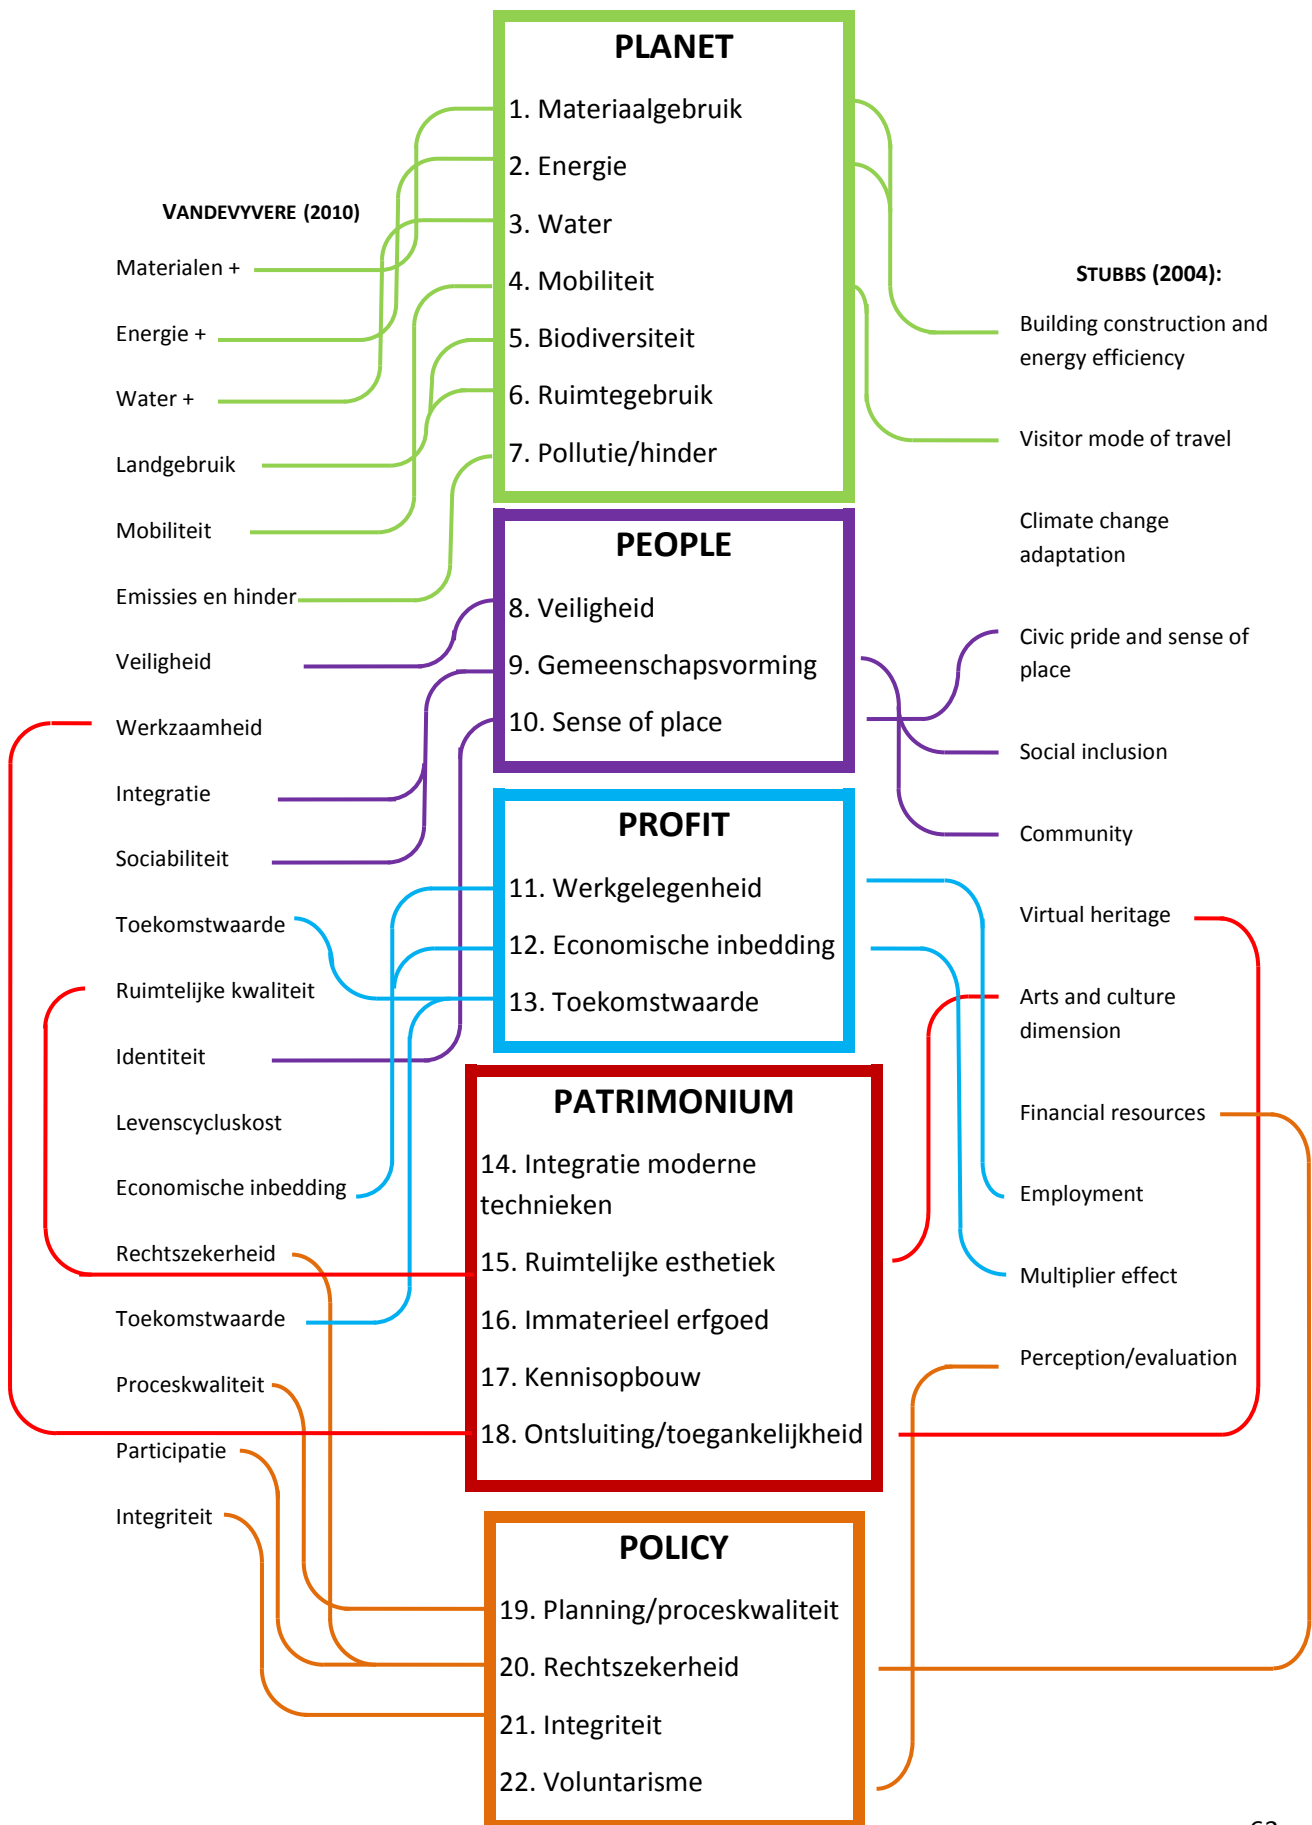 VANDEVYVERE (2010)
Materialen +
Energie +
Water +
Landgebruik
Mobiliteit
Emissies en hinder
Veiligheid
Werkzaamheid
Integratie
Sociabiliteit
Toekomstwaarde
Ruimtelijke kwaliteit
Identiteit
Levenscycluskost
Economische inbedding
Rechtszekerheid
Toekomstwaarde
Proceskwaliteit
Participatie
Integriteit
PLANET
1. Materiaalgebruik
2. Energie
3. Water
4. Mobiliteit
5. Biodiversiteit
6. Ruimtegebruik
7. Pollutie/hinder
PEOPLE
8. Veiligheid
9. Gemeenschapsvorming
10. Sense of place
PROFIT
11. Werkgelegenheid
12. Economische inbedding
13. Toekomstwaarde
PATRIMONIUM
14. Integratie moderne
technieken
15. Ruimtelijke esthetiek
16. Immaterieel erfgoed
17. Kennisopbouw
18. Ontsluiting/toegankelijkheid
POLICY
19. Planning/proceskwaliteit
20. Rechtszekerheid
21. Integriteit
22. Voluntarisme
STUBBS (2004):
Building construction and
energy efficiency
Visitor mode of travel
Climate change
adaptation
Civic pride and sense of
place
Social inclusion
Community
Virtual heritage
Arts and culture
dimension
Financial resources
Employment
Multiplier effect
Perception/evaluation